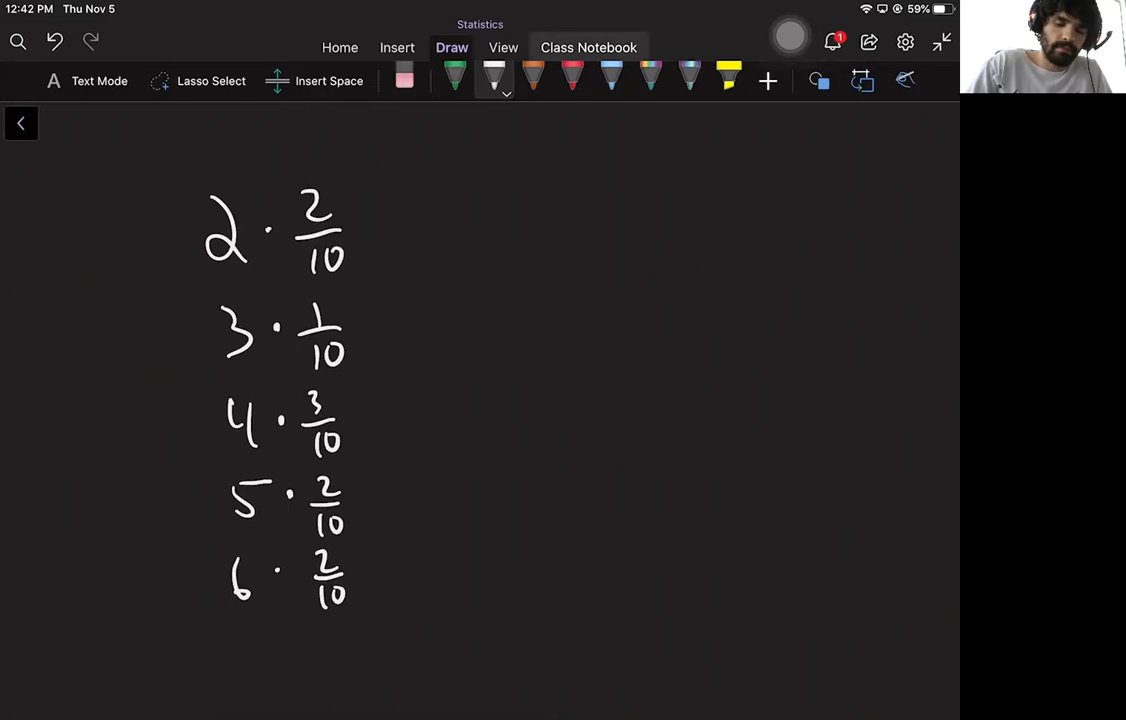 12:42 PM Thu Nov 5
59%
Statistics
Home Insert Draw View Class Notebook
1
A Text Mode Lasso Select Insert Space
2 · 2/10
3 · 1/10
4 · 3/10
5 · 2/10
6 · 2/10